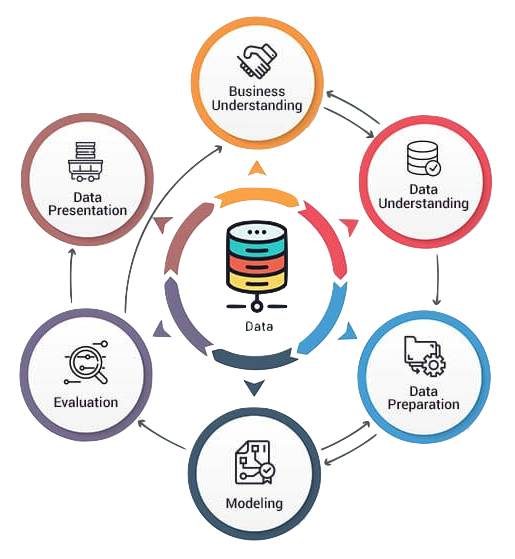 Business
Understanding
Data
Presentation
Data
Understanding
Data
Evaluation
Data
Preparation
Modeling